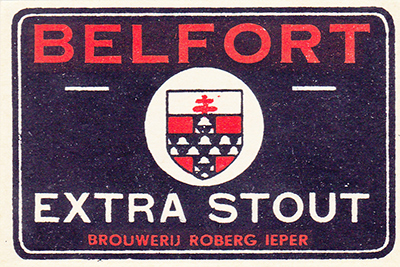 BELFORT
EXTRA STOUT
BROUWERIJ ROBERG IEPER